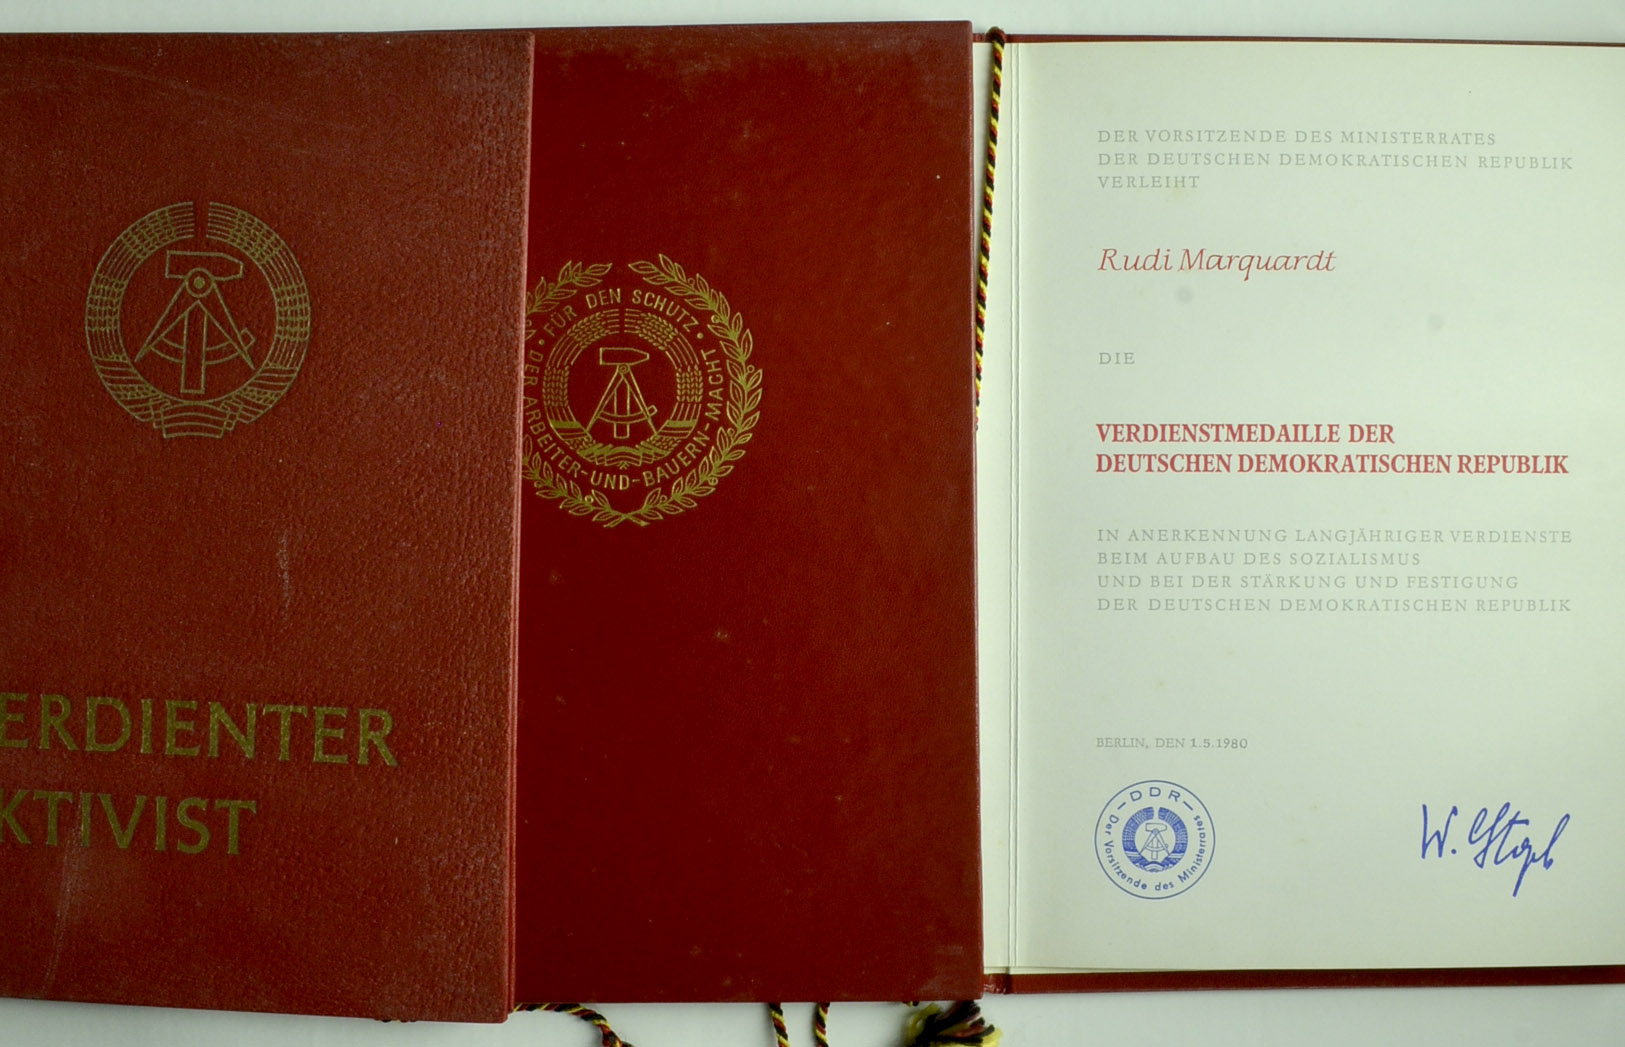 ERDIENTER
KTIVIST
FÜR DEN SCHUTZ • DER ARBEITER-UND-BAUERN-MACHT •
DER VORSITZENDE DES MINISTERRATES
DER DEUTSCHEN DEMOKRATISCHEN REPUBLIK
VERLEIHT
Rudi Marquardt
DIE
VERDIENSTMEDAILLE DER
DEUTSCHEN DEMOKRATISCHEN REPUBLIK
IN ANERKENNUNG LANGJÄHRIGER VERDIENSTE
BEIM AUFBAU DES SOZIALISMUS
UND BEI DER STÄRKUNG UND FESTIGUNG
DER DEUTSCHEN DEMOKRATISCHEN REPUBLIK
BERLIN, DEN 1.5.1980
– DDR –
Der Vorsitzende des Ministerrates
W. Stoph